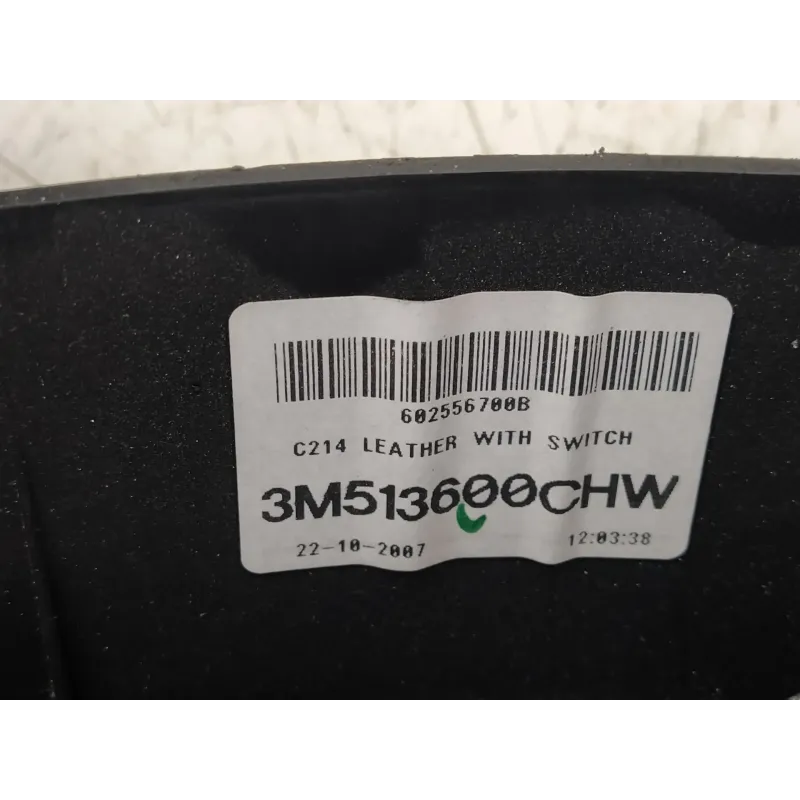 602556700B
C214 LEATHER WITH SWITCH
3M513600CHW
22-10-2007 12:03:38